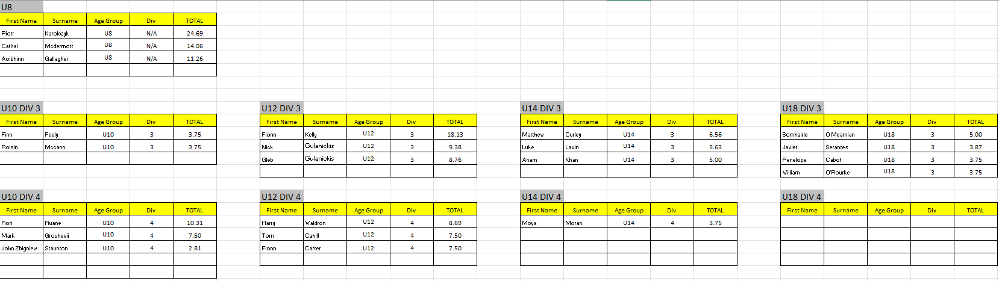 U8
First Name Surname Age Group Div TOTAL
Piotr Karolczyk U8 N/A 24.69
Cathal Mcdermott U8 N/A 14.06
Aoibhinn Gallagher U8 N/A 11.26
U10 DIV 3 U12 DIV 3 U14 DIV 3 U18 DIV 3
First Name Surname Age Group Div TOTAL First Name Surname Age Group Div TOTAL First Name Surname Age Group Div TOTAL First Name Surname Age Group Div TOTAL
Finn Feely U10 3 3.75 Fionn Kelly U12 3 18.13 Matthew Curley U14 3 6.56 Somhairle O Mearnian U18 3 5.00
Roisin Mccann U10 3 3.75 Nick Gulanickis U12 3 9.38 Luke Lavin U14 3 5.63 Javier Serantes U18 3 3.87
Gleb Gulanickis U12 3 8.76 Anam Khan U14 3 5.00 Penelope Cabot U18 3 3.75
William O'Rourke U18 3 3.75
U10 DIV 4 U12 DIV 4 U14 DIV 4 U18 DIV 4
First Name Surname Age Group Div TOTAL First Name Surname Age Group Div TOTAL First Name Surname Age Group Div TOTAL First Name Surname Age Group Div TOTAL
Rori Ruane U10 4 10.31 Harry Waldron U12 4 8.69 Moya Moran U14 4 3.75
Mark Groshevii U10 4 7.50 Tom Cahill U12 4 7.50
John Zbigniew Staunton U10 4 2.81 Fionn Carter U12 4 7.50